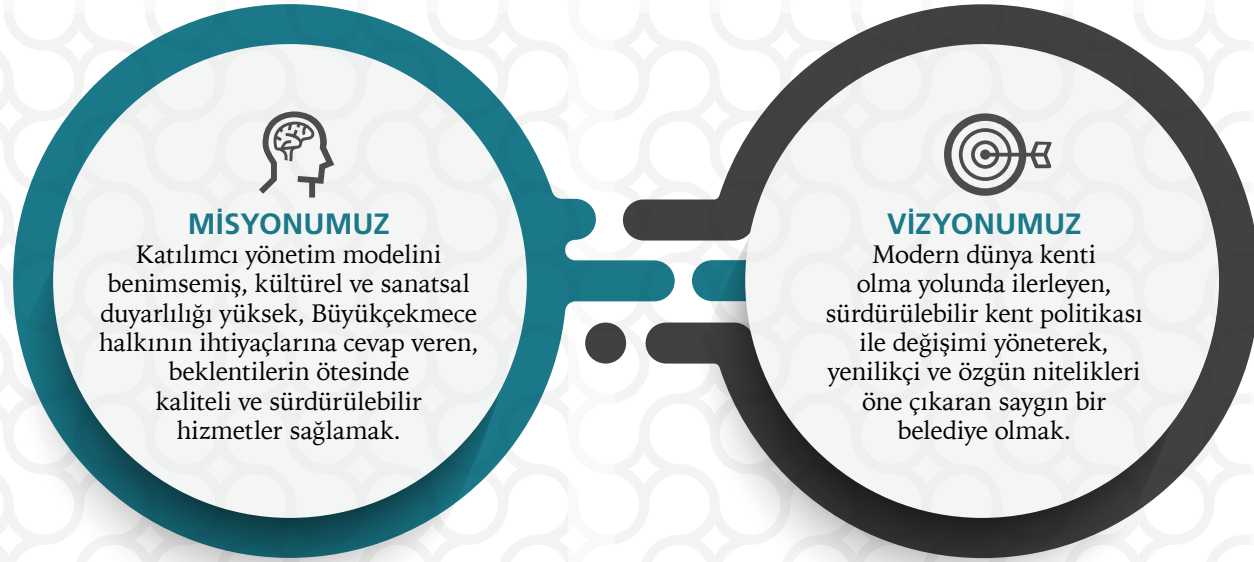 MİSYONUMUZ
Katılımcı yönetim modelini
benimsemiş, kültürel ve sanatsal
duyarlılığı yüksek, Büyükçekmece
halkının ihtiyaçlarına cevap veren,
beklentilerin ötesinde
kaliteli ve sürdürülebilir
hizmetler sağlamak.
VİZYONUMUZ
Modern dünya kenti
olma yolunda ilerleyen,
sürdürülebilir kent politikası
ile değişimi yöneterek,
yenilikçi ve özgün nitelikleri
öne çıkaran saygın bir
belediye olmak.